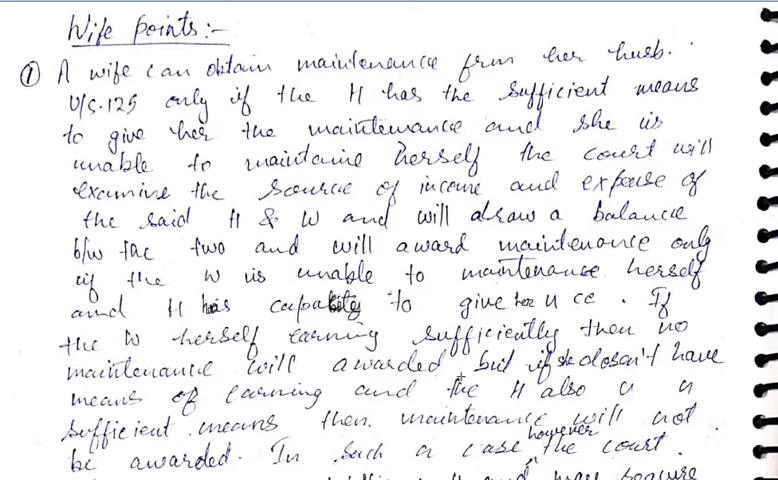 Wife points:-
① A wife can obtain maintenance from her husb.
U/S.125 only if the H has the sufficient means
to give her the maintenance and she is
unable to maintaine herself the court will
examine the source of income and expense of
the said H & W and will draw a balance
b/w the two and will award maintenance only
if the W is unable to maintenance herself
and H has capability to give her
. If
the W herself earning sufficiently then no
maintenance will awarded but if she doesn't have
means of earning and the H also
sufficient means then maintenance will not
be awarded. In such a case however the court.
and may secure